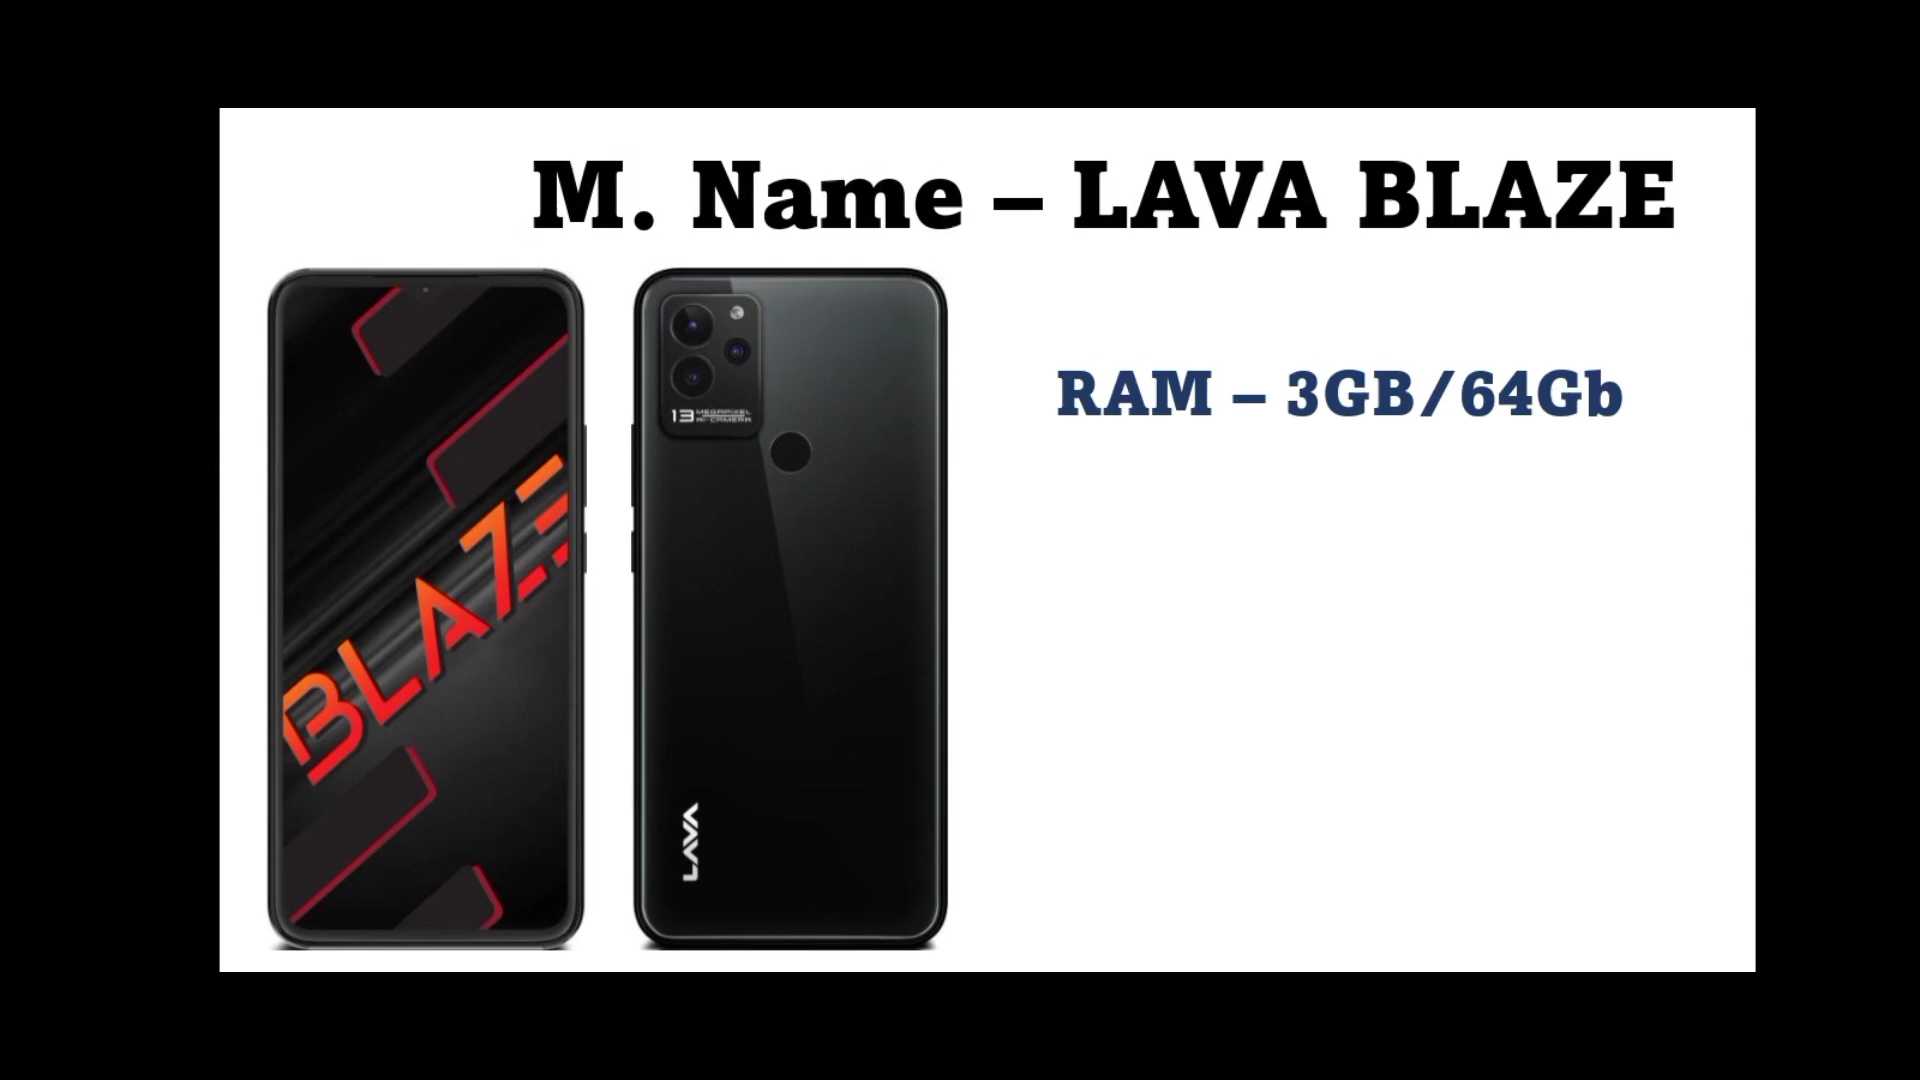 M. Name – LAVA BLAZE
RAM – 3GB/64Gb
13 MEGAPIXEL
AI-CAMERA
BLAZE
LAVA